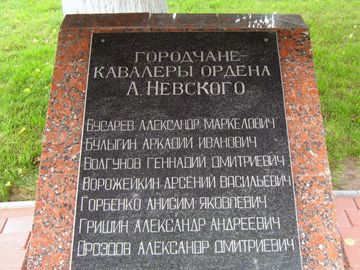 ГОРОДЧАНЕ-
КАВАЛЕРЫ ОРДЕНА
А.НЕВСКОГО
БУСАРЕВ АЛЕКСАНДР МАРКЕЛОВИЧ
БУЛЫГИН АРКАДИЙ ИВАНОВИЧ
ВОЛГУНОВ ГЕННАДИЙ ДМИТРИЕВИЧ
ВОРОЖЕЙКИН АРСЕНИЙ ВАСИЛЬЕВИЧ
ГОРБЕНКО АНИСИМ ЯКОВЛЕВИЧ
ГРИШИН АЛЕКСАНДР АНДРЕЕВИЧ
ДРОЗДОВ АЛЕКСАНДР ДМИТРИЕВИЧ